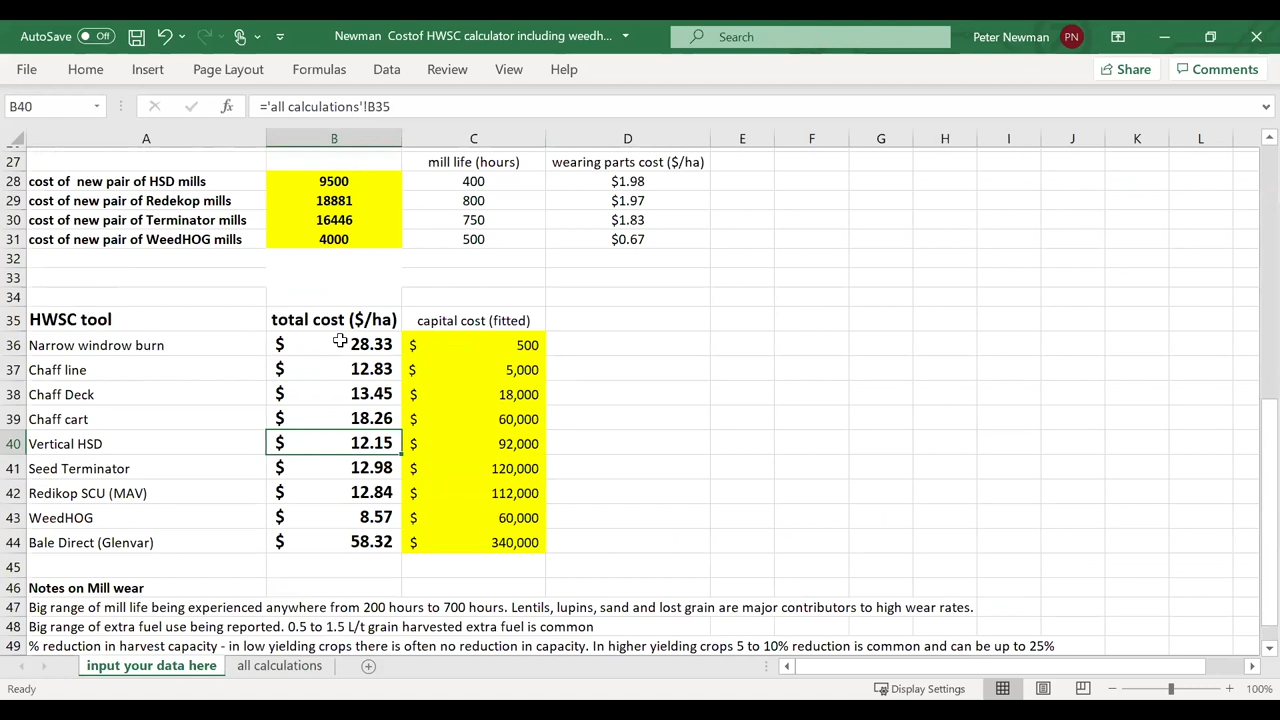 AutoSave Off Newman Costof HWSC calculator including weedh... Search Peter Newman PN
File Home Insert Page Layout Formulas Data Review View Help Share Comments
B40 fx ='all calculations'!B35
A B C D E F G H I J K L
27 mill life (hours) wearing parts cost ($/ha)
28 cost of new pair of HSD mills 9500 400 $1.98
29 cost of new pair of Redekop mills 18881 800 $1.97
30 cost of new pair of Terminator mills 16446 750 $1.83
31 cost of new pair of WeedHOG mills 4000 500 $0.67
32
33
34
35 HWSC tool total cost ($/ha) capital cost (fitted)
36 Narrow windrow burn $ 28.33 $ 500
37 Chaff line $ 12.83 $ 5,000
38 Chaff Deck $ 13.45 $ 18,000
39 Chaff cart $ 18.26 $ 60,000
40 Vertical HSD $ 12.15 $ 92,000
41 Seed Terminator $ 12.98 $ 120,000
42 Redikop SCU (MAV) $ 12.84 $ 112,000
43 WeedHOG $ 8.57 $ 60,000
44 Bale Direct (Glenvar) $ 58.32 $ 340,000
45
46 Notes on Mill wear
47 Big range of mill life being experienced anywhere from 200 hours to 700 hours. Lentils, lupins, sand and lost grain are major contributors to high wear rates.
48 Big range of extra fuel use being reported. 0.5 to 1.5 L/t grain harvested extra fuel is common
49 % reduction in harvest capacity - in low yielding crops there is often no reduction in capacity. In higher yielding crops 5 to 10% reduction is common and can be up to 25%
input your data here all calculations
Ready Display Settings 100%